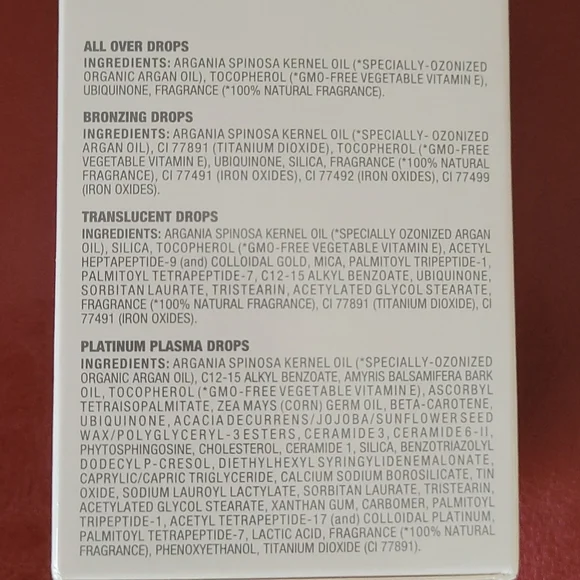 ALL OVER DROPS
INGREDIENTS: ARGANIA SPINOSA KERNEL OIL (*SPECIALLY-OZONIZED
ORGANIC ARGAN OIL), TOCOPHEROL (*GMO-FREE VEGETABLE VITAMIN E),
UBIQUINONE, FRAGRANCE (*100% NATURAL FRAGRANCE).
BRONZING DROPS
INGREDIENTS: ARGANIA SPINOSA KERNEL OIL (*SPECIALLY- OZONIZED
ARGAN OIL), CI 77891 (TITANIUM DIOXIDE), TOCOPHEROL (*GMO-FREE
VEGETABLE VITAMIN E), UBIQUINONE, SILICA, FRAGRANCE (*100% NATURAL
FRAGRANCE), CI 77491 (IRON OXIDES), CI 77492 (IRON OXIDES), CI 77499
(IRON OXIDES).
TRANSLUCENT DROPS
INGREDIENTS: ARGANIA SPINOSA KERNEL OIL (*SPECIALLY OZONIZED ARGAN
OIL), SILICA, TOCOPHEROL (*GMO-FREE VEGETABLE VITAMIN E), ACETYL
HEPTAPEPTIDE-9 (and) COLLOIDAL GOLD, MICA, PALMITOYL TRIPEPTIDE-1,
PALMITOYL TETRAPEPTIDE-7, C12-15 ALKYL BENZOATE, UBIQUINONE,
SORBITAN LAURATE, TRISTEARIN, ACETYLATED GLYCOL STEARATE,
FRAGRANCE (*100% NATURAL FRAGRANCE), CI 77891 (TITANIUM DIOXIDE), CI
77491 (IRON OXIDES).
PLATINUM PLASMA DROPS
INGREDIENTS: ARGANIA SPINOSA KERNEL OIL (*SPECIALLY-OZONIZED
ORGANIC ARGAN OIL), C12-15 ALKYL BENZOATE, AMYRIS BALSAMIFERA BARK
OIL, TOCOPHEROL (*GMO-FREE VEGETABLE VITAMIN E), ASCORBYL
TETRAISOPALMITATE, ZEA MAYS (CORN) GERM OIL, BETA-CAROTENE,
UBIQUINONE, ACACIA DECURRENS/JOJOBA/SUNFLOWER SEED
WAX/POLYGLYCERYL-3 ESTERS, CERAMIDE 3, CERAMIDE 6-II,
PHYTOSPHINGOSINE, CHOLESTEROL, CERAMIDE 1, SILICA, BENZOTRIAZOLYL
DODECYL P-CRESOL, DIETHYLHEXYL SYRINGYLIDENEMALONATE,
CAPRYLIC/CAPRIC TRIGLYCERIDE, CALCIUM SODIUM BOROSILICATE, TIN
OXIDE, SODIUM LAUROYL LACTYLATE, SORBITAN LAURATE, TRISTEARIN,
ACETYLATED GLYCOL STEARATE, XANTHAN GUM, CARBOMER, PALMITOYL
TRIPEPTIDE-1, ACETYL TETRAPEPTIDE-17 (and) COLLOIDAL PLATINUM,
PALMITOYL TETRAPEPTIDE-7, LACTIC ACID, FRAGRANCE (*100% NATURAL
FRAGRANCE), PHENOXYETHANOL, TITANIUM DIOXIDE (CI 77891).